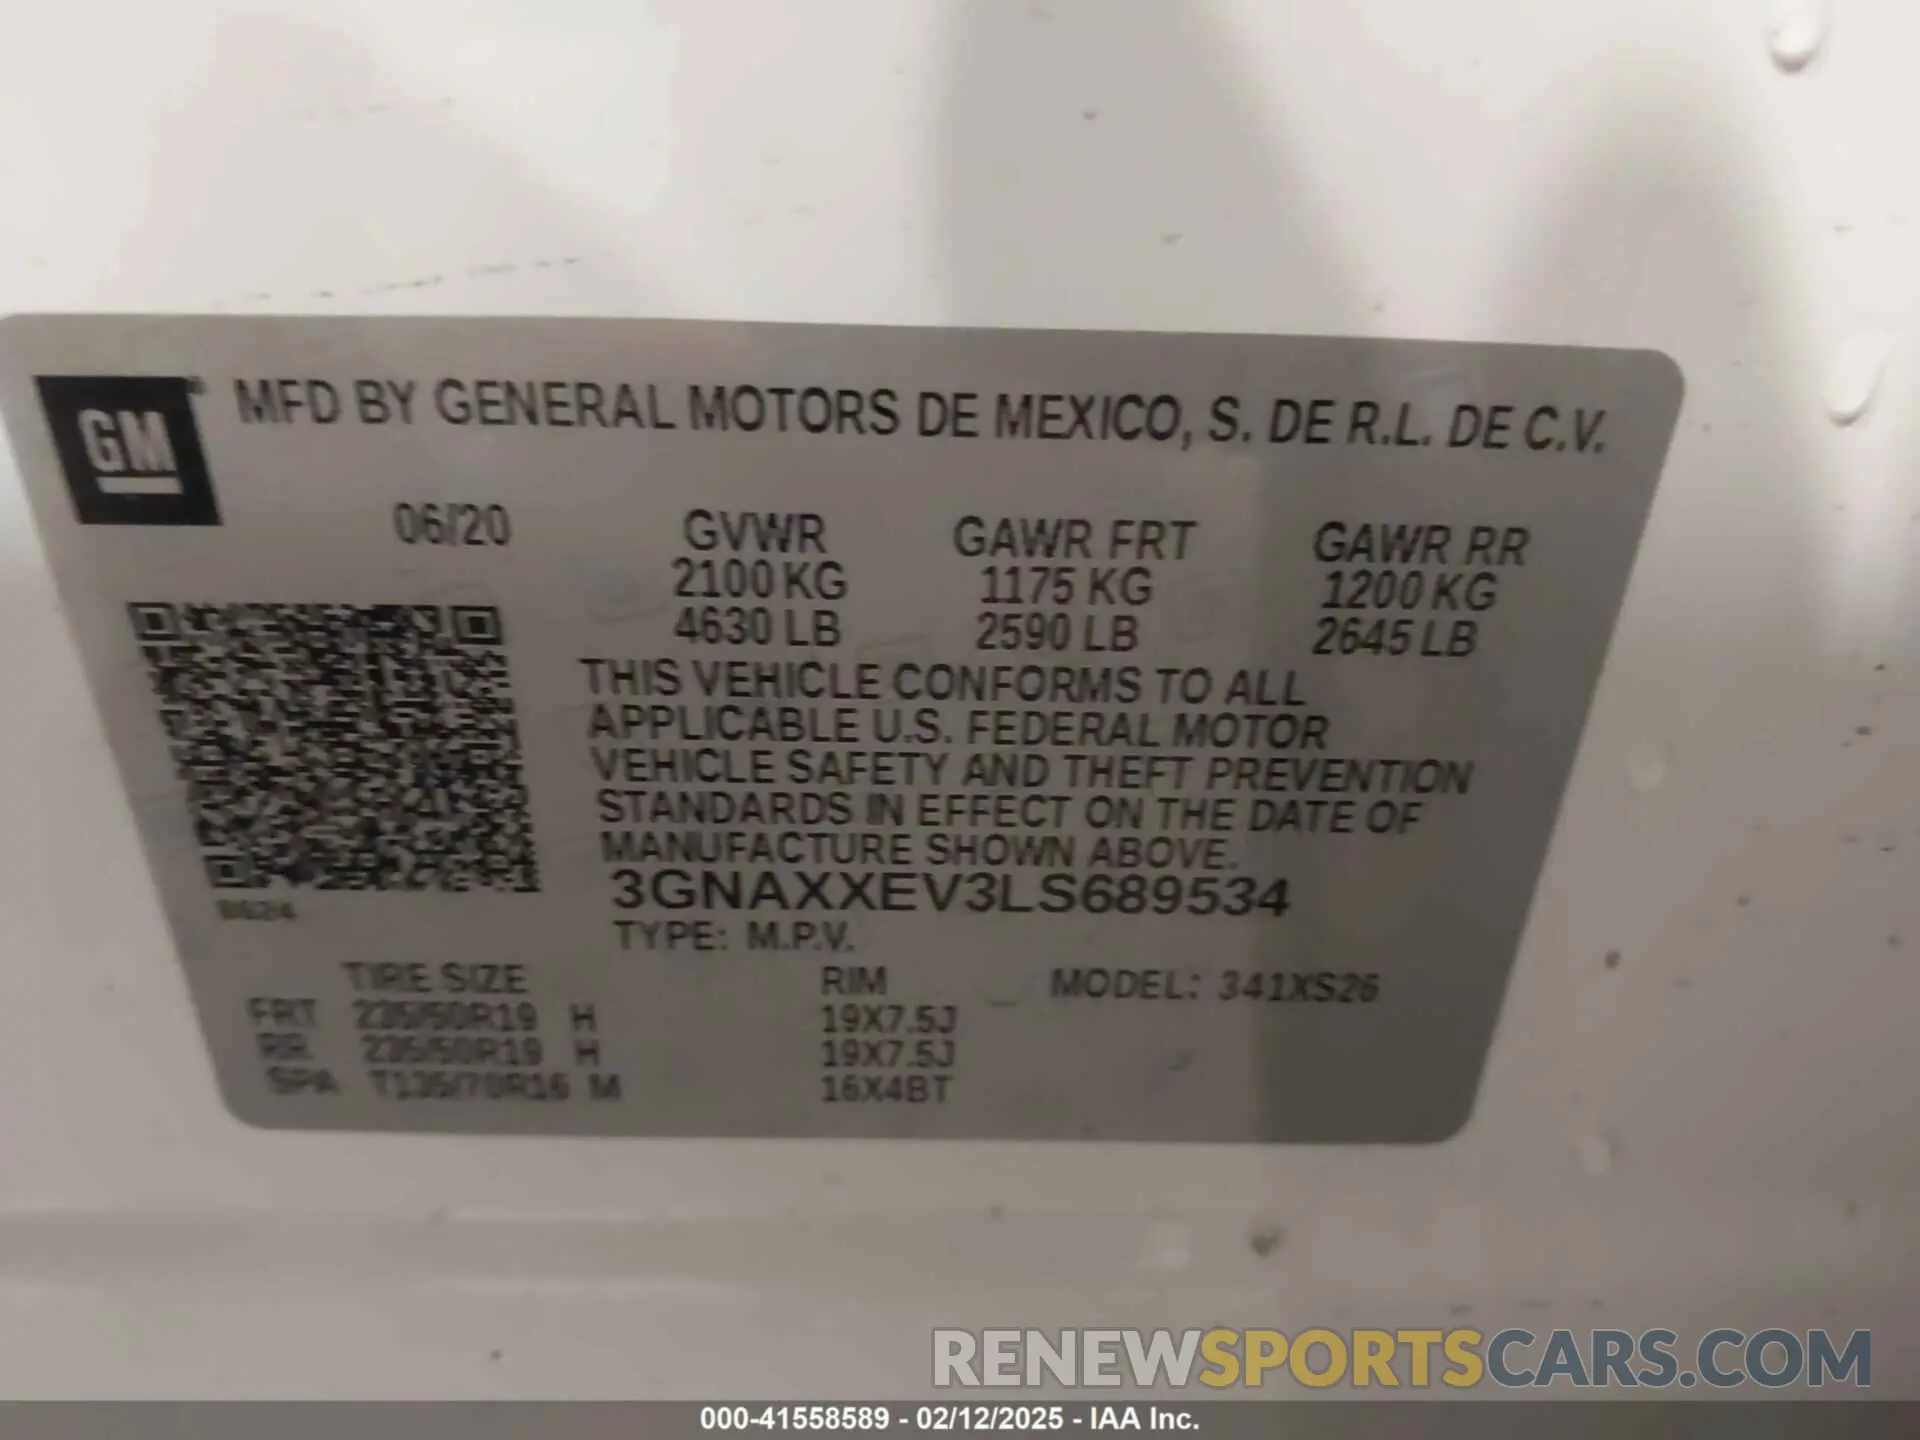 GM
MFD BY GENERAL MOTORS DE MEXICO, S. DE R.L. DE C.V.
06/20 GVWR GAWR FRT GAWR RR
2100 KG 1175 KG 1200 KG
4630 LB 2590 LB 2645 LB
THIS VEHICLE CONFORMS TO ALL
APPLICABLE U.S. FEDERAL MOTOR
VEHICLE SAFETY AND THEFT PREVENTION
STANDARDS IN EFFECT ON THE DATE OF
MANUFACTURE SHOWN ABOVE.
3GNAXXEV3LS689534
TYPE: M.P.V.
TIRE SIZE RIM MODEL: 341XS26
FRT 235/50R19 H 19X7.5J
RR 235/50R19 H 19X7.5J
SPA T135/70R16 M 16X4BT
RENEWSPORTSCARS.COM
000-41558589 - 02/12/2025 - IAA Inc.